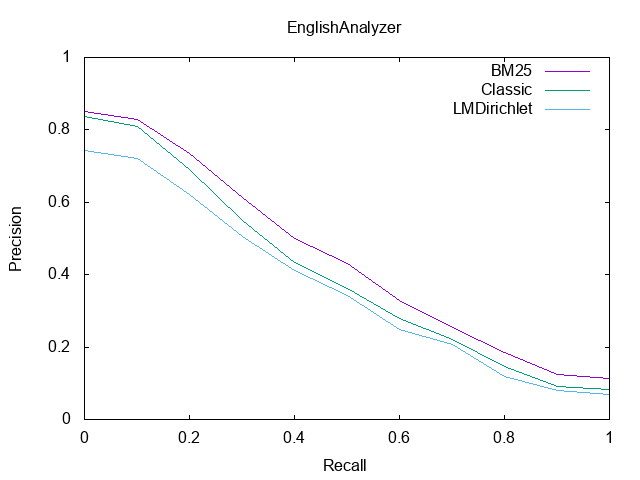 EnglishAnalyzer
1
BM25
Classic
LMDirichlet
0.8
0.6
Precision
0.4
0.2
0
0 0.2 0.4 0.6 0.8 1
Recall